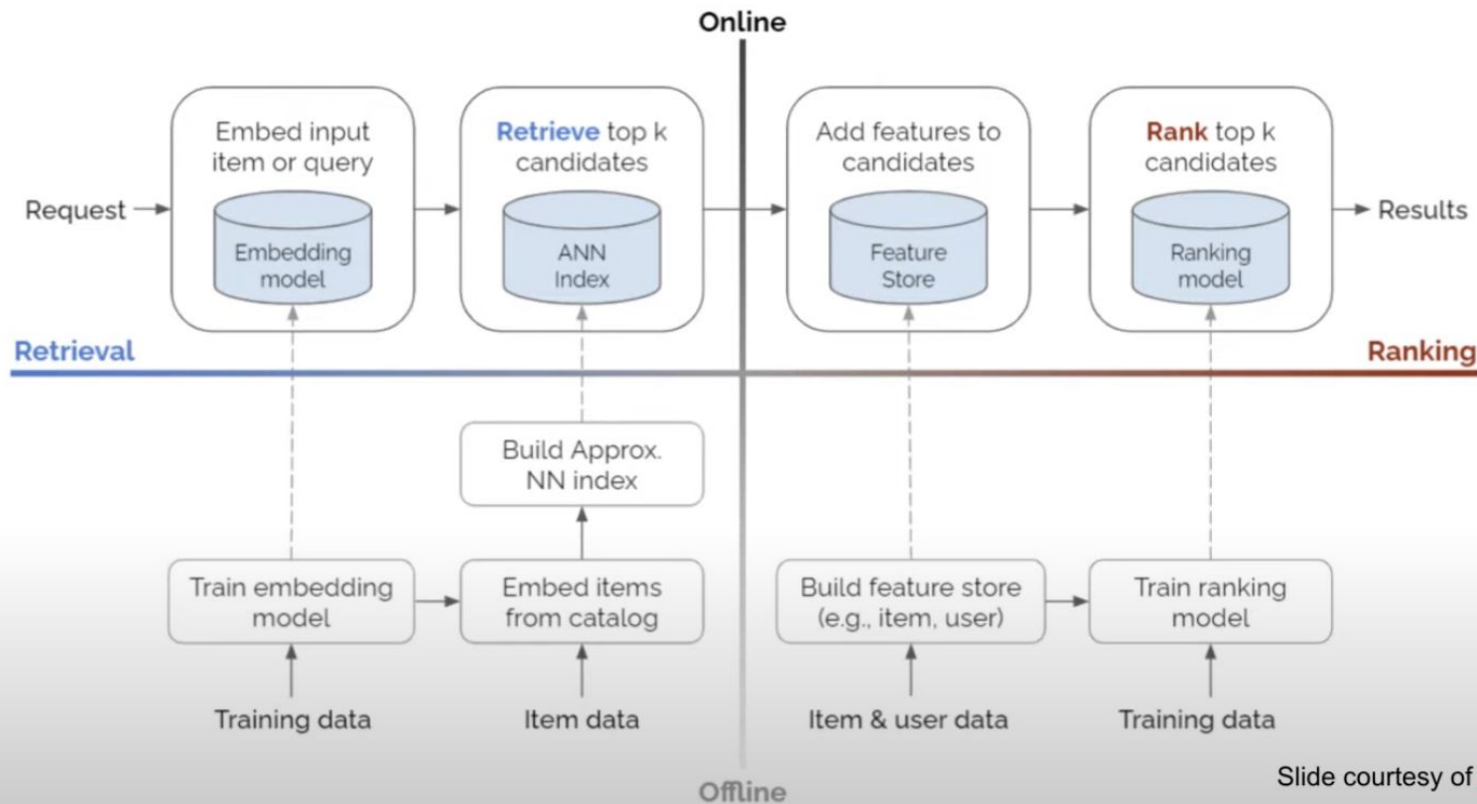 Online
Embed input
item or query
Embedding
model
Retrieve top k
candidates
ANN
Index
Add features to
candidates
Feature
Store
Rank top k
candidates
Ranking
model
Request
Results
Retrieval
Ranking
Build Approx.
NN index
Train embedding
model
Embed items
from catalog
Build feature store
(e.g., item, user)
Train ranking
model
Training data
Item data
Item & user data
Training data
Offline
Slide courtesy of